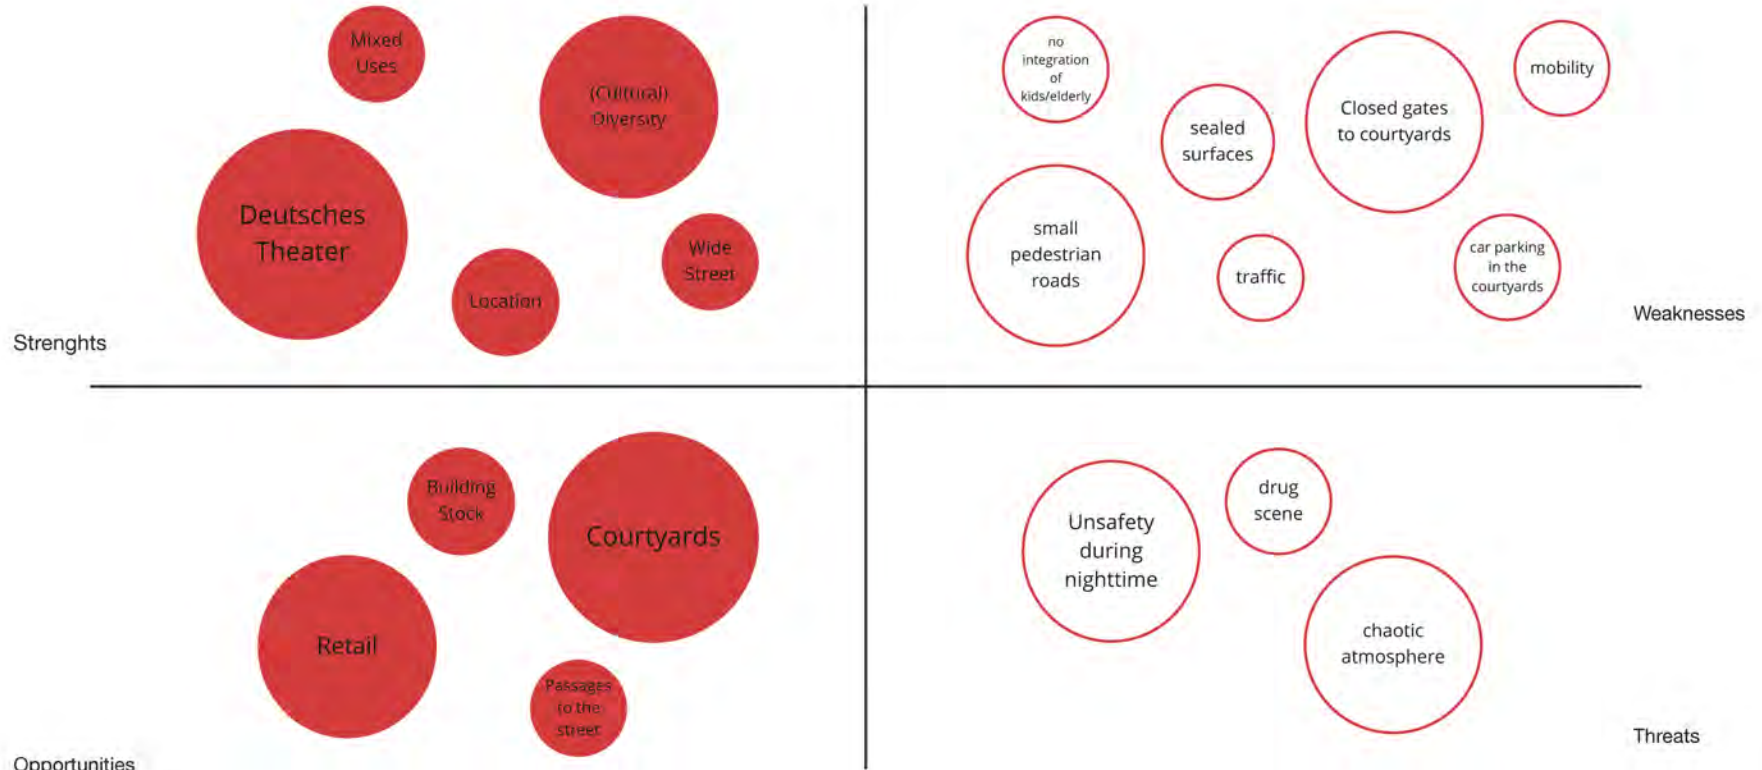 Mixed
Uses
(Cultural)
Diversity
Deutsches
Theater
Wide
Street
Location
Strenghts
no
integration
of
kids/elderly
mobility
Closed gates
to courtyards
sealed
surfaces
small
pedestrian
roads
traffic
car parking
in the
courtyards
Weaknesses
Building
Stock
Courtyards
Retail
Passages
to the
street
Opportunities
Unsafety
during
nighttime
drug
scene
chaotic
atmosphere
Threats